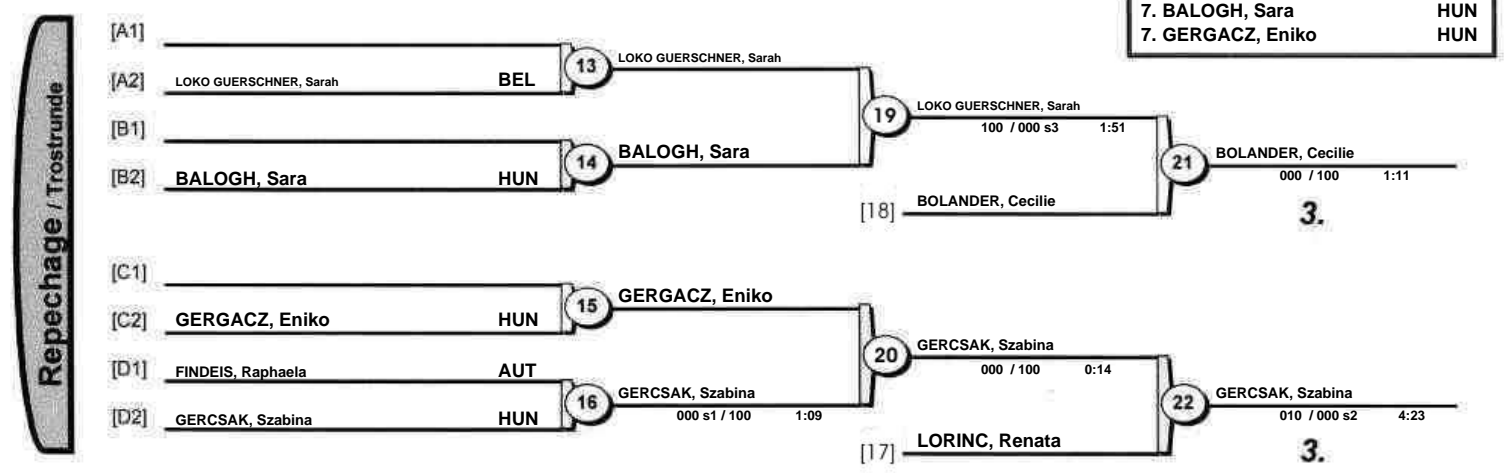 7. BALOGH, Sara HUN
7. GERGACZ, Eniko HUN
Repechage / Trostrunde
[A1]
[A2] LOKO GUERSCHNER, Sarah BEL
13 LOKO GUERSCHNER, Sarah
[B1]
[B2] BALOGH, Sara HUN
14 BALOGH, Sara
19 LOKO GUERSCHNER, Sarah
100 / 000 s3 1:51
[18] BOLANDER, Cecilie
21 BOLANDER, Cecilie
000 / 100 1:11
3.
[C1]
[C2] GERGACZ, Eniko HUN
15 GERGACZ, Eniko
[D1] FINDEIS, Raphaela AUT
[D2] GERCSAK, Szabina HUN
16 GERCSAK, Szabina
000 s1 / 100 1:09
20 GERCSAK, Szabina
000 / 100 0:14
[17] LORINC, Renata
22 GERCSAK, Szabina
010 / 000 s2 4:23
3.